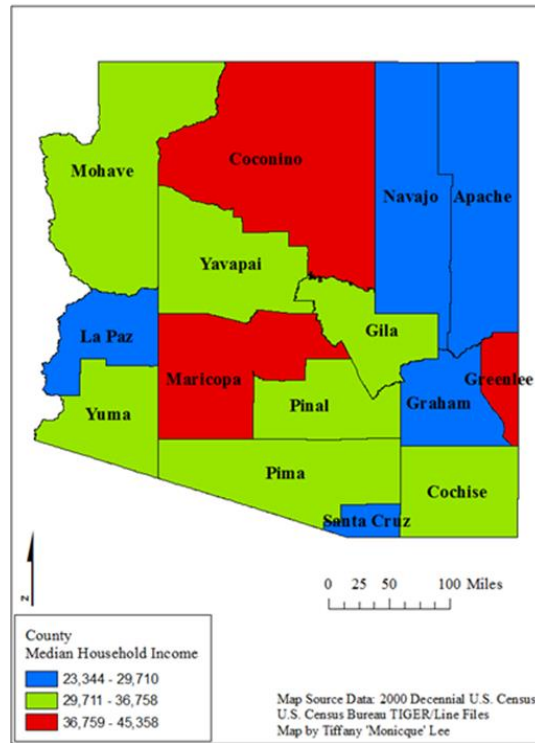 Mohave
Coconino
Navajo
Apache
Yavapai
La Paz
Gila
Maricopa
Greenlee
Yuma
Pinal
Graham
Pima
Cochise
Santa Cruz
N
0 25 50 100 Miles
County
Median Household Income
23,344 - 29,710
29,711 - 36,758
36,759 - 45,358
Map Source Data: 2000 Decennial U.S. Census
U.S. Census Bureau TIGER/Line Files
Map by Tiffany 'Monicque' Lee